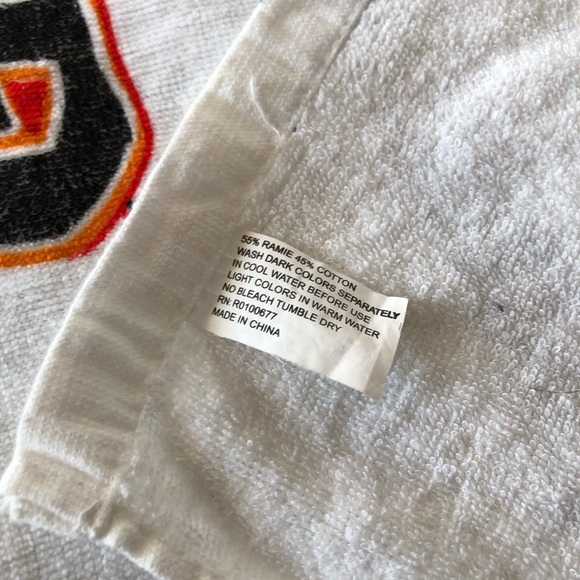 55% RAMIE 45% COTTON
WASH DARK COLORS SEPARATELY
IN COOL WATER BEFORE USE
LIGHT COLORS IN WARM WATER
NO BLEACH TUMBLE DRY
RN: R0100677
MADE IN CHINA